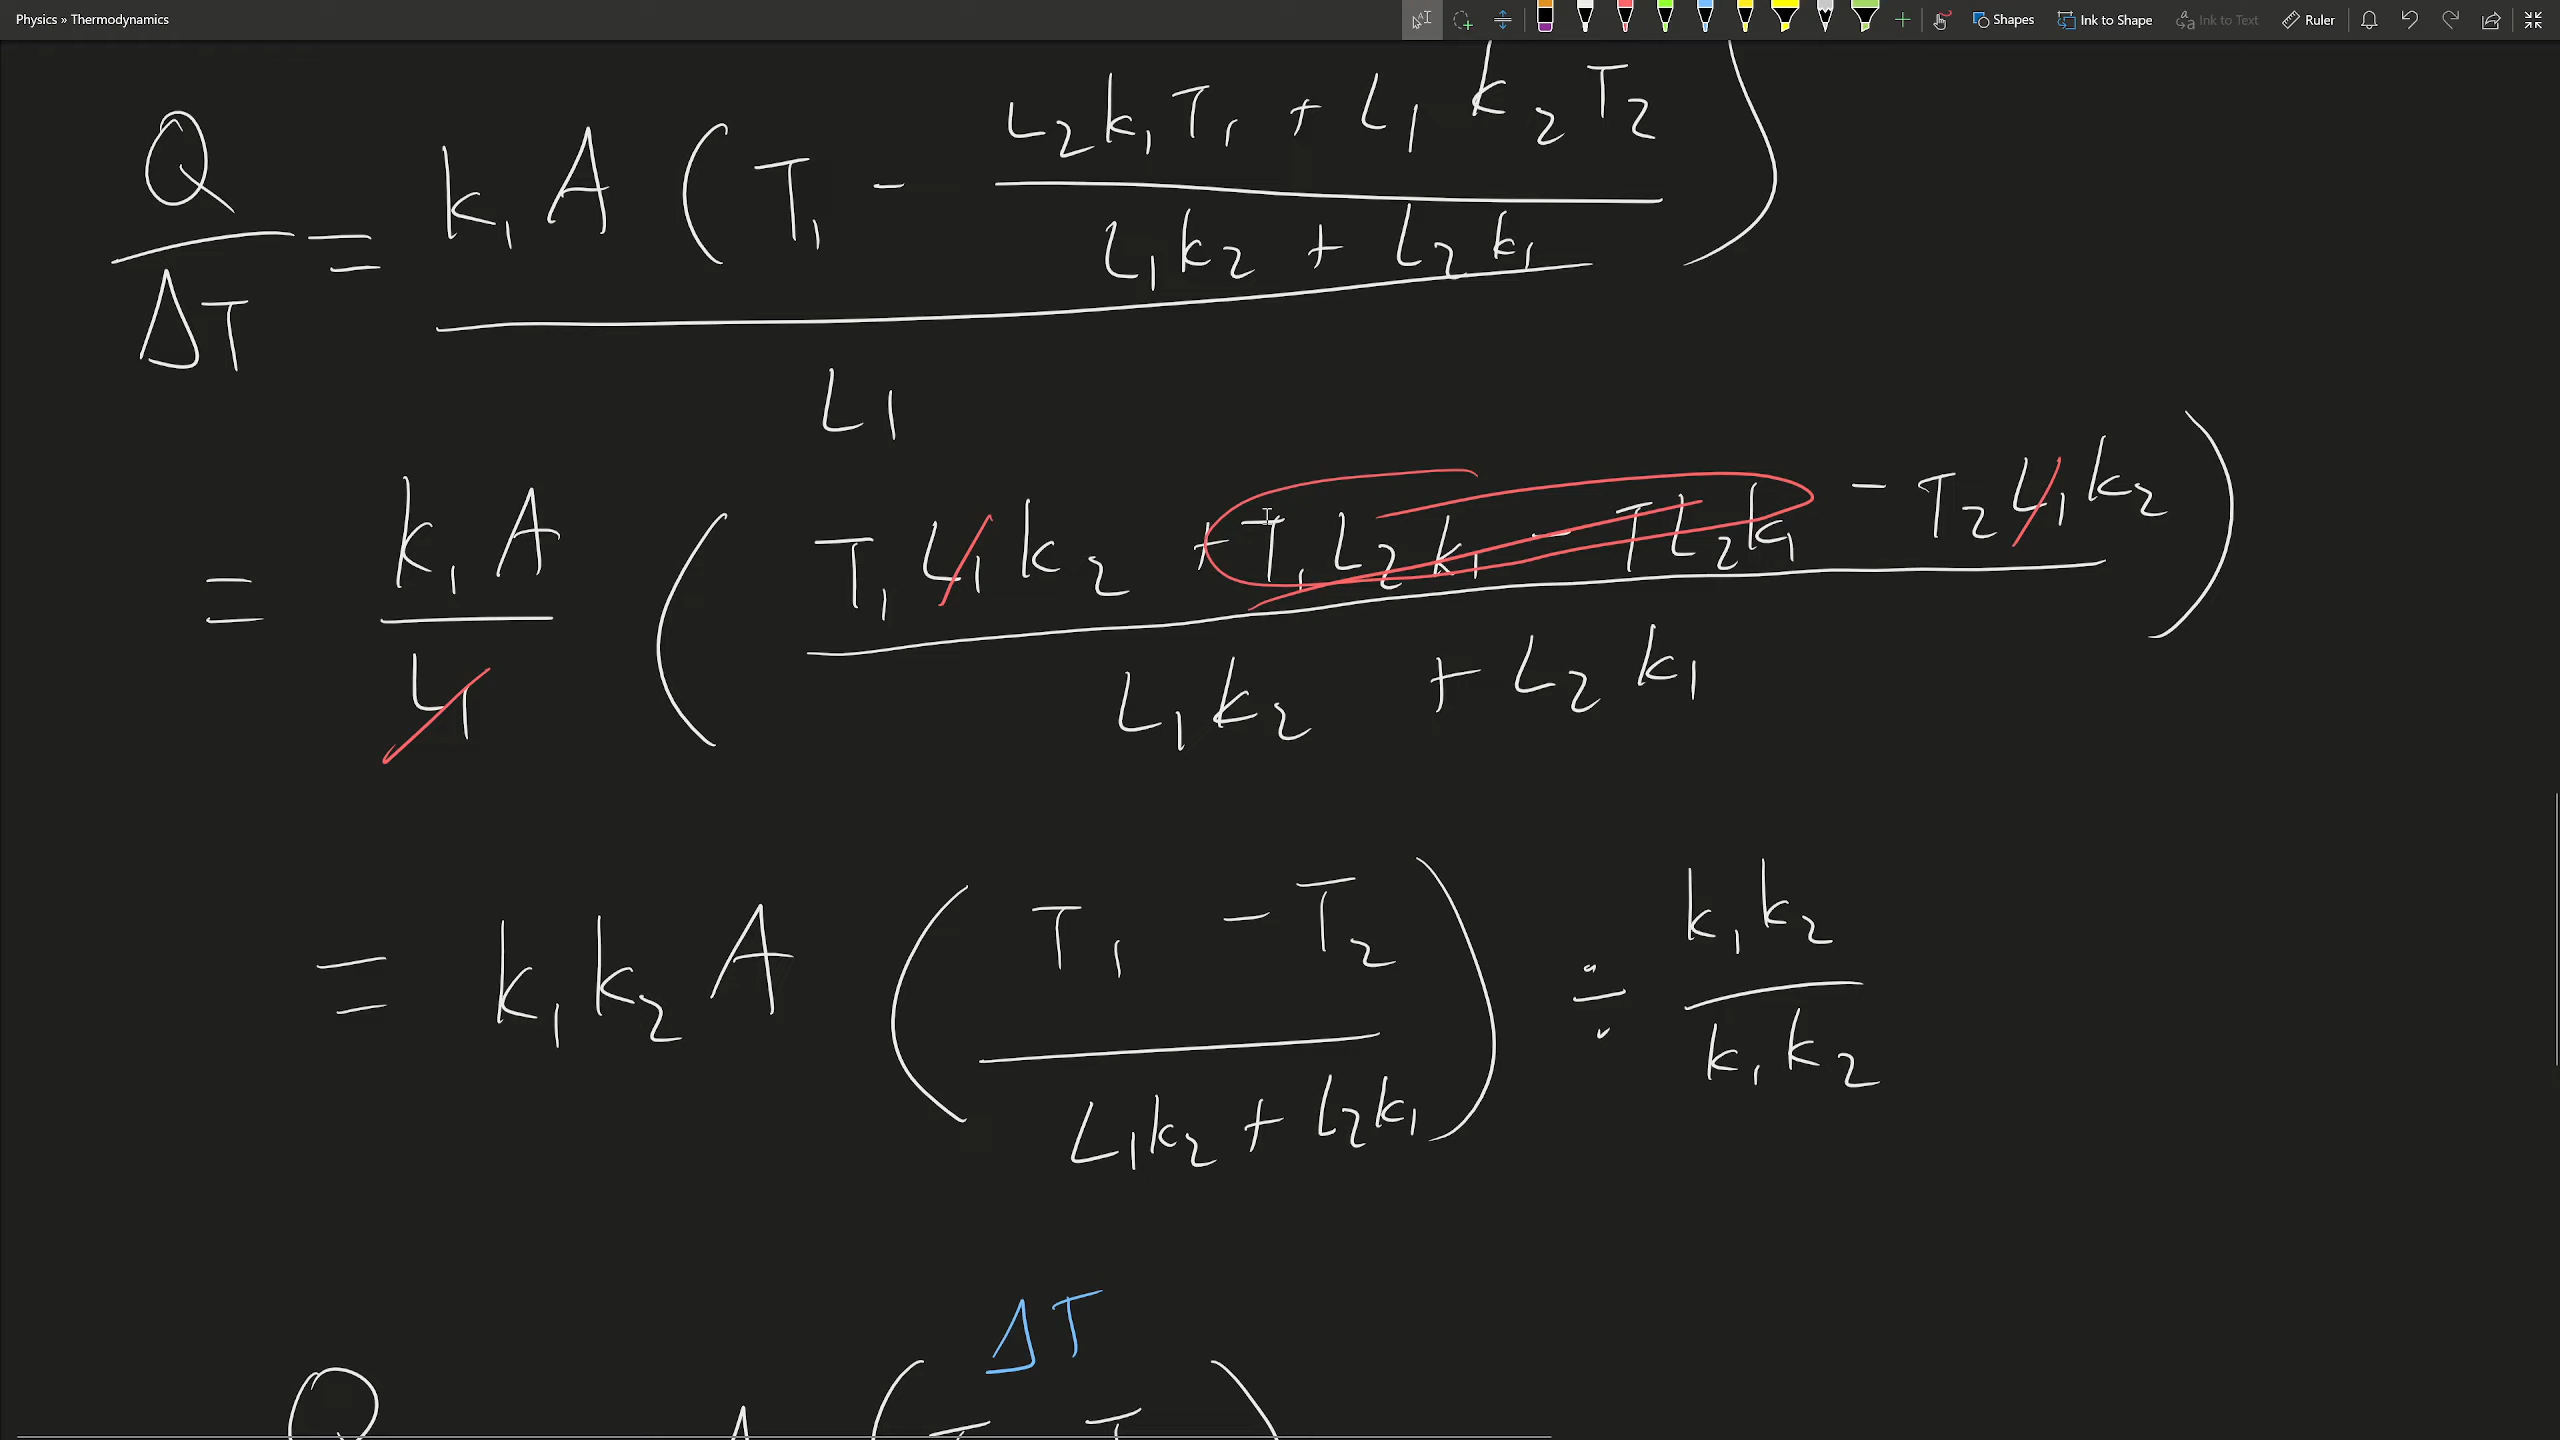 Physics » Thermodynamics
Shapes Ink to Shape Ink to Text Ruler
Q/ΔT = k₁A (T₁ - (L₂k₁T₁ + L₁k₂T₂)/(L₁k₂ + L₂k₁)) / L₁
= k₁A/L₁ ((T₁L₁k₂ + T₁L₂k₁ - TL₂k₁ - T₂L₁k₂)/(L₁k₂ + L₂k₁))
= k₁k₂A ((T₁ - T₂)/(L₁k₂ + L₂k₁)) ÷ k₁k₂/k₁k₂
ΔT
Q